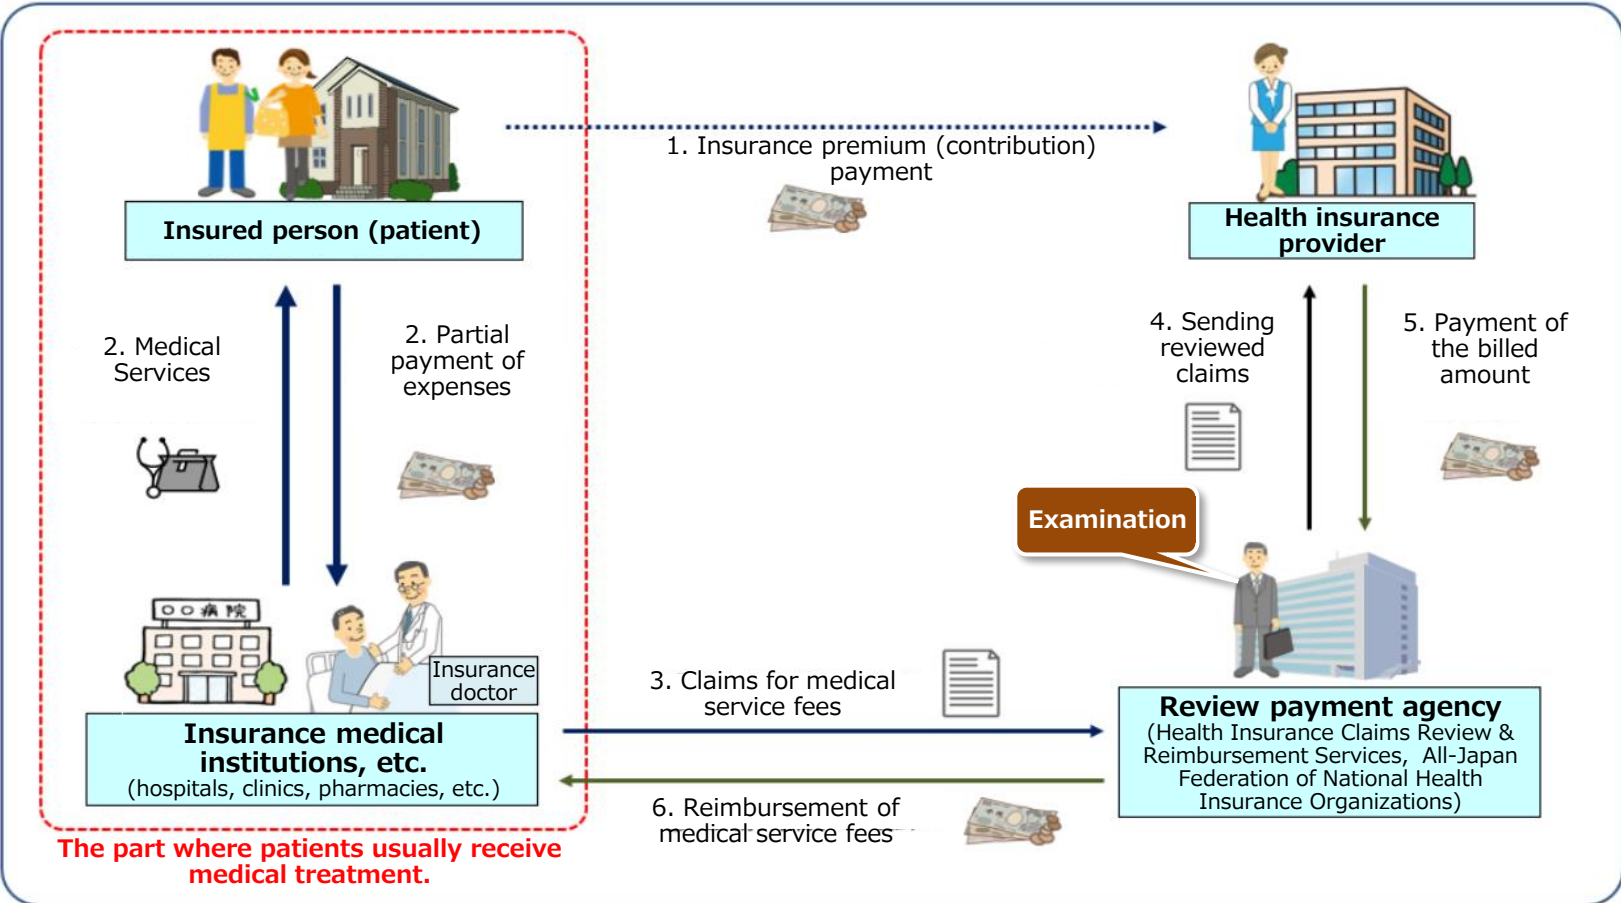 1. Insurance premium (contribution)
payment
Insured person (patient)
Health insurance
provider
2. Medical
Services
2. Partial
payment of
expenses
4. Sending
reviewed
claims
5. Payment of
the billed
amount
Examination
〇〇病院
Insurance
doctor
Insurance medical
institutions, etc.
(hospitals, clinics, pharmacies, etc.)
3. Claims for medical
service fees
6. Reimbursement of
medical service fees
Review payment agency
(Health Insurance Claims Review &
Reimbursement Services, All-Japan
Federation of National Health
Insurance Organizations)
The part where patients usually receive
medical treatment.